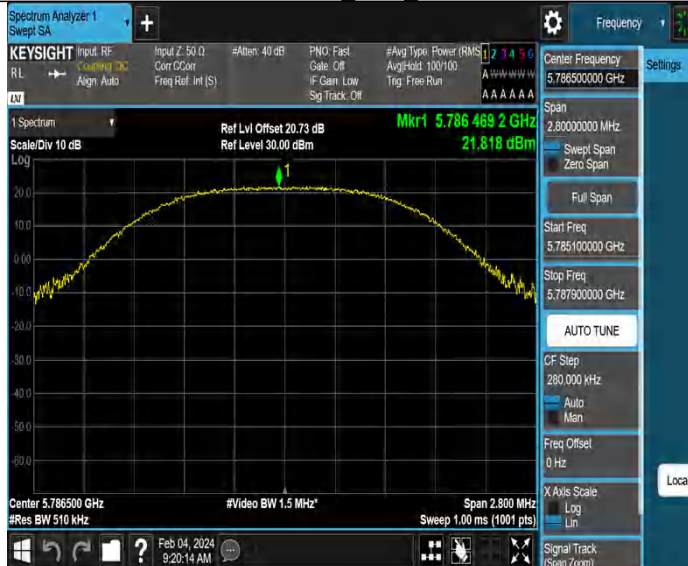 Spectrum Analyzer 1
Swept SA
Frequency
KEYSIGHT
Input: RF
Coupling: DC
Align: Auto
Input Z: 50 Ω
Corr CCorr
Freq Ref: Int (S)
#Atten: 40 dB
PNO: Fast
Gate: Off
IF Gain: Low
Sig Track: Off
#Avg Type: Power (RMS
Avg|Hold: 100/100
Trig: Free Run
1 2 3 4 5 6
A W W W W W
A A A A A A
RL
LXI
1 Spectrum
Scale/Div 10 dB
Ref Lvl Offset 20.73 dB
Ref Level 30.00 dBm
Mkr1 5.786 469 2 GHz
21.818 dBm
Log
1
20.0
10.0
0.00
-10.0
-20.0
-30.0
-40.0
-50.0
-60.0
Center 5.786500 GHz
#Res BW 510 kHz
#Video BW 1.5 MHz*
Span 2.800 MHz
Sweep 1.00 ms (1001 pts)
Feb 04, 2024
9:20:14 AM
Center Frequency
5.786500000 GHz
Settings
Span
2.80000000 MHz
Swept Span
Zero Span
Full Span
Start Freq
5.785100000 GHz
Stop Freq
5.787900000 GHz
AUTO TUNE
CF Step
280.000 kHz
Auto
Man
Freq Offset
0 Hz
X Axis Scale
Log
Lin
Local
Signal Track
(Span Zoom)